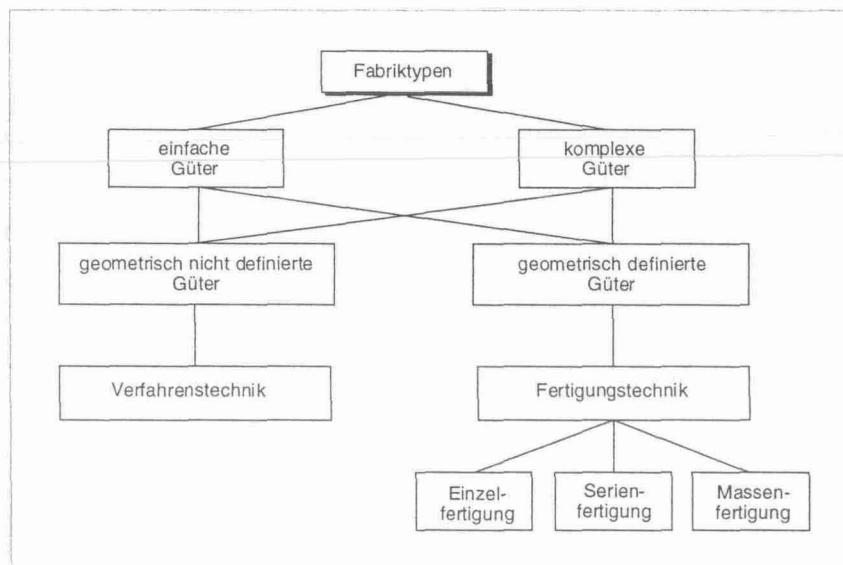 Fabriktypen
einfache
Güter
komplexe
Güter
geometrisch nicht definierte
Güter
geometrisch definierte
Güter
Verfahrenstechnik
Fertigungstechnik
Einzel-
fertigung
Serien-
fertigung
Massen-
fertigung